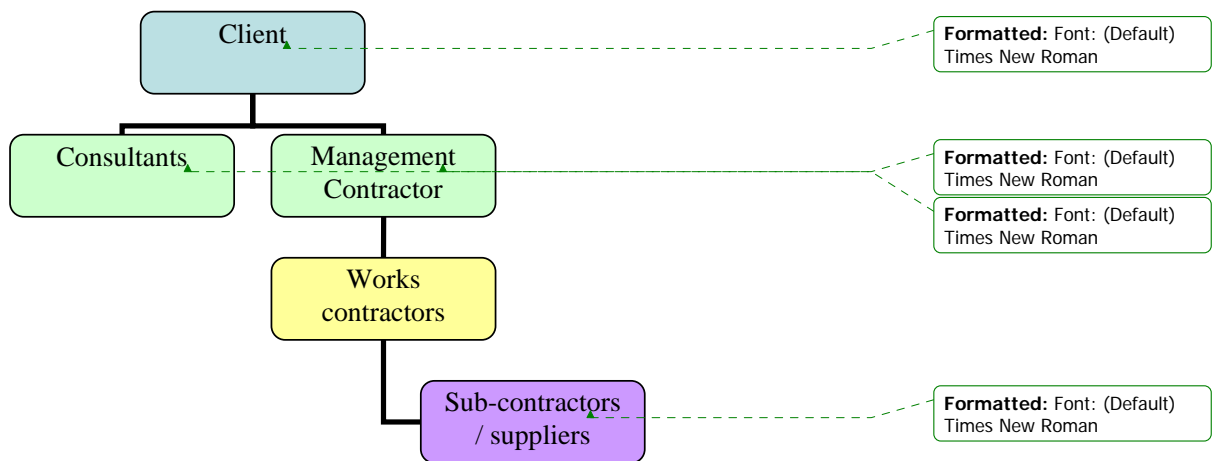 Client
Formatted: Font: (Default)
Times New Roman
Consultants
Management
Contractor
Formatted: Font: (Default)
Times New Roman
Formatted: Font: (Default)
Times New Roman
Works
contractors
Sub-contractors
/ suppliers
Formatted: Font: (Default)
Times New Roman